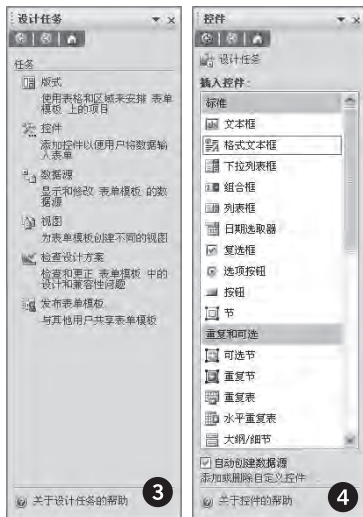 设计任务
任务
版式
使用表格和区域来安排 表单
模板 上的项目
控件
添加控件以便用户将数据输
入表单
数据源
显示和修改 表单模板 的数
据源
视图
为表单模板创建不同的视图
检查设计方案
检查和更正 表单模板 中的
设计和兼容性问题
发布表单模板
与其他用户共享表单模板
关于设计任务的帮助
3
控件
设计任务
插入控件：
标准
文本框
格式文本框
下拉列表框
组合框
列表框
日期选取器
复选框
选项按钮
按钮
节
重复和可选
可选节
重复节
重复表
水平重复表
大纲/细节
自动创建数据源
添加或删除自定义控件
关于控件的帮助
4